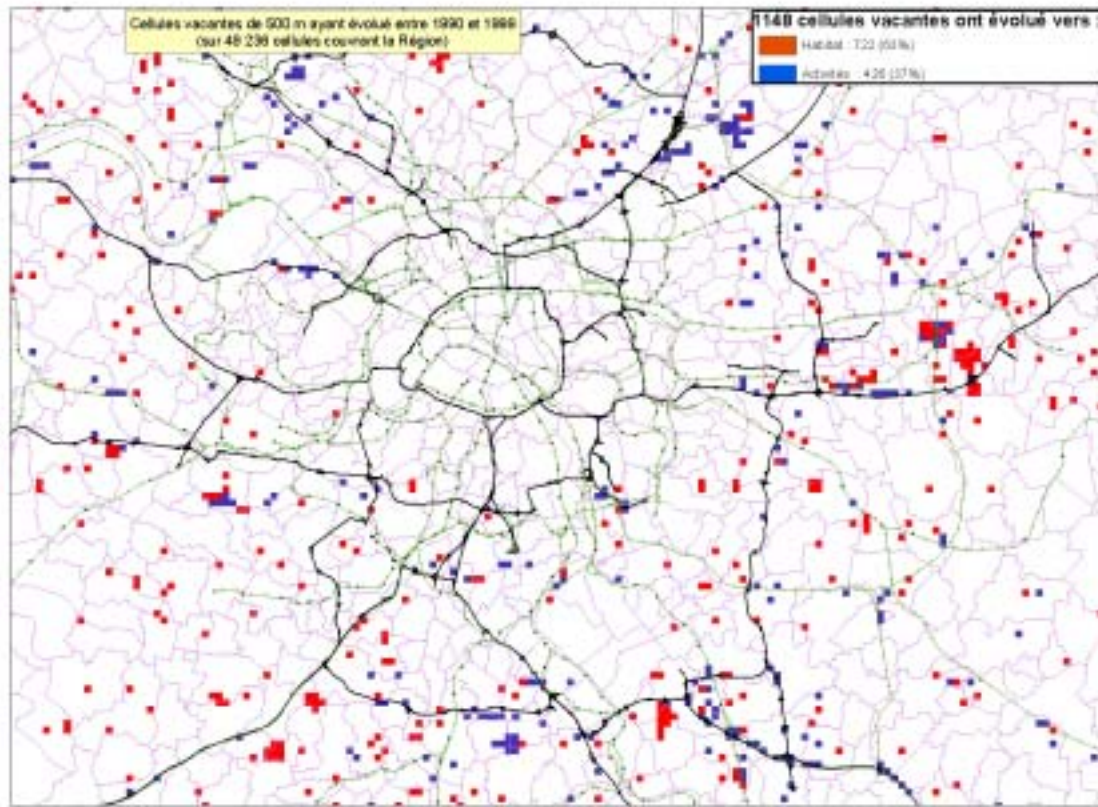 Cellules vacantes de 500 m ayant évolué entre 1990 et 1999
(sur 49 236 cellules couvrant la Région)
1148 cellules vacantes ont évolué vers :
Habitat : 722 (63%)
Activités : 426 (37%)